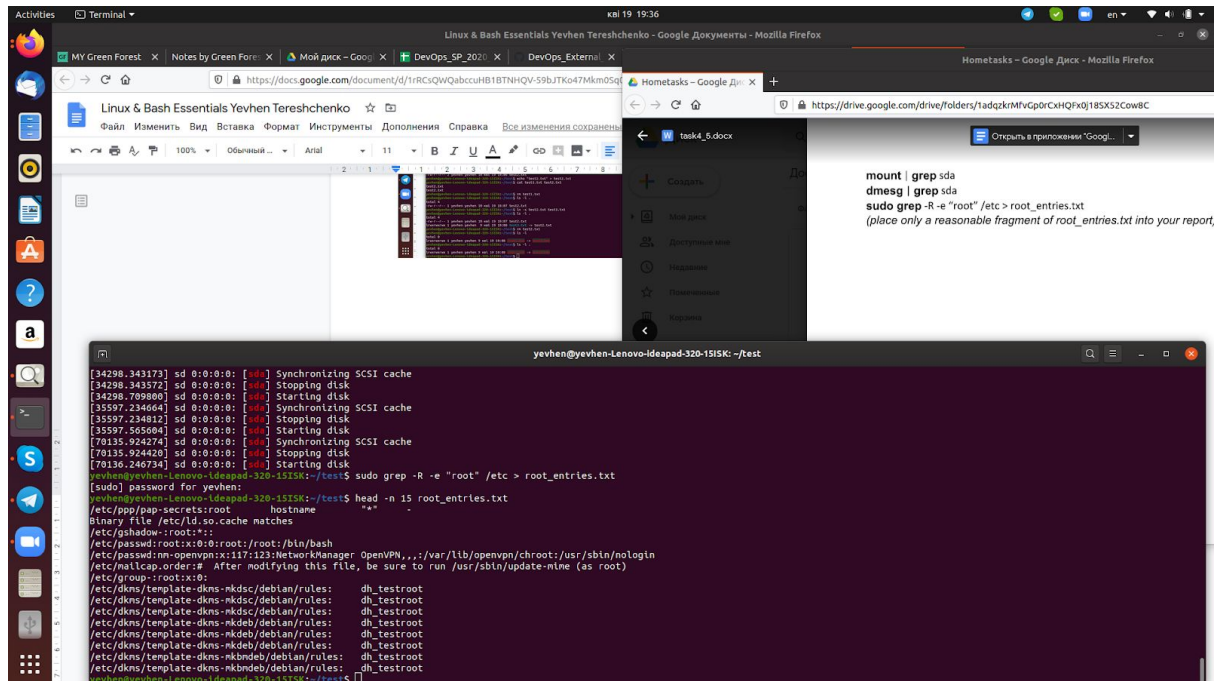 Activities Terminal кві 19 19:36 en
Linux & Bash Essentials Yevhen Tereshchenko - Google Документы - Mozilla Firefox
MY Green Forest Notes by Green Fore Мой диск – Goog DevOps_SP_2020 DevOps_External_
https://docs.google.com/document/d/
Linux & Bash Essentials Yevhen Tereshchenko
Файл Изменить Вид Вставка Формат Инструменты Дополнения Справка Все изменения сохранены
100% Обычный ... Arial 11 B I U A
Hometasks – Google Диск - Mozilla Firefox
Hometasks – Google Ди
https://drive.google.com/drive/folders/
task4_5.docx Открыть в приложении "Googl...
Создать
Мой диск
Доступные мне
Недавние
Помеченные
Корзина
mount | grep sda
dmesg | grep sda
sudo grep -R -e “root” /etc > root_entries.txt
(place only a reasonable fragment of root_entries.txt into your report,
yevhen@yevhen-Lenovo-ideapad-320-15ISK: ~/test
[34298.343173] sd 0:0:0:0: [sda] Synchronizing SCSI cache
[34298.343572] sd 0:0:0:0: [sda] Stopping disk
[34298.709800] sd 0:0:0:0: [sda] Starting disk
[35597.234664] sd 0:0:0:0: [sda] Synchronizing SCSI cache
[35597.234812] sd 0:0:0:0: [sda] Stopping disk
[35597.565604] sd 0:0:0:0: [sda] Starting disk
[70135.924274] sd 0:0:0:0: [sda] Synchronizing SCSI cache
[70135.924420] sd 0:0:0:0: [sda] Stopping disk
[70136.246734] sd 0:0:0:0: [sda] Starting disk
yevhen@yevhen-Lenovo-ideapad-320-15ISK:~/test$ sudo grep -R -e "root" /etc > root_entries.txt
[sudo] password for yevhen:
yevhen@yevhen-Lenovo-ideapad-320-15ISK:~/test$ head -n 15 root_entries.txt
/etc/ppp/pap-secrets:root hostname "*" -
Binary file /etc/ld.so.cache matches
/etc/gshadow-:root:*::
/etc/passwd:root:x:0:0:root:/root:/bin/bash
/etc/passwd:nm-openvpn:x:117:123:NetworkManager OpenVPN,,,:/var/lib/openvpn/chroot:/usr/sbin/nologin
/etc/mailcap.order:# After modifying this file, be sure to run /usr/sbin/update-mime (as root)
/etc/group-:root:x:0:
/etc/dkms/template-dkms-mkdsc/debian/rules: dh_testroot
/etc/dkms/template-dkms-mkdsc/debian/rules: dh_testroot
/etc/dkms/template-dkms-mkdsc/debian/rules: dh_testroot
/etc/dkms/template-dkms-mkdeb/debian/rules: dh_testroot
/etc/dkms/template-dkms-mkdeb/debian/rules: dh_testroot
/etc/dkms/template-dkms-mkdeb/debian/rules: dh_testroot
/etc/dkms/template-dkms-mkbmdeb/debian/rules: dh_testroot
/etc/dkms/template-dkms-mkbmdeb/debian/rules: dh_testroot
yevhen@yevhen-Lenovo-ideapad-320-15ISK:~/test$